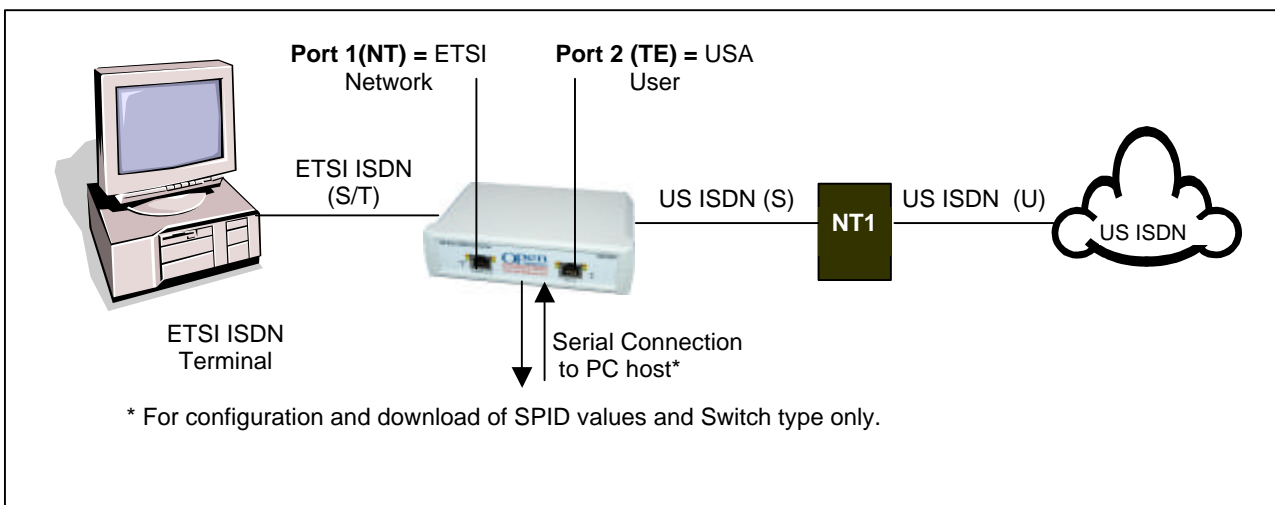 Port 1(NT) = ETSI
Network
Port 2 (TE) = USA
User
ETSI ISDN
(S/T)
US ISDN (S)
NT1
US ISDN (U)
US ISDN
Open
ETSI ISDN
Terminal
Serial Connection
to PC host*
* For configuration and download of SPID values and Switch type only.